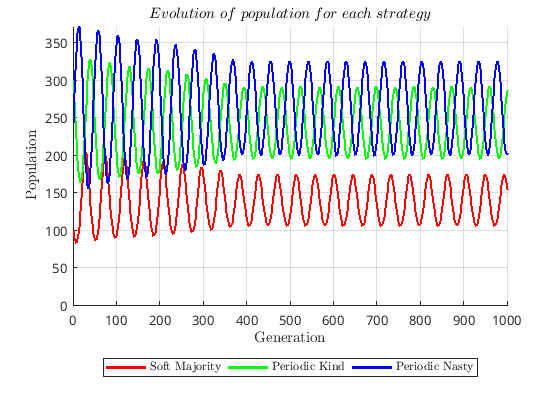 Evolution of population for each strategy
Population
350
300
250
200
150
100
50
0
0 100 200 300 400 500 600 700 800 900 1000
Generation
Soft Majority Periodic Kind Periodic Nasty